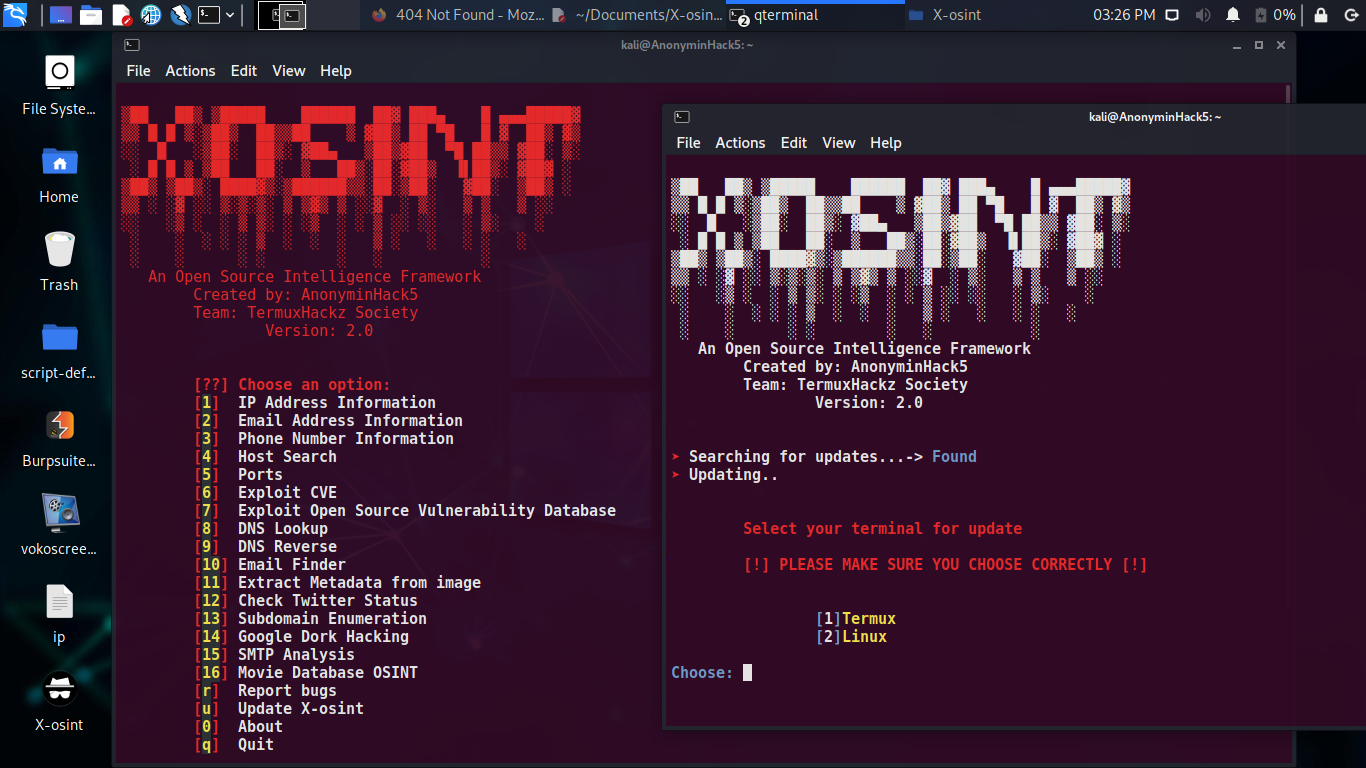 404 Not Found - Moz...
~/Documents/X-osin...
2
qterminal
X-osint
03:26 PM
0%
File Syste...
Home
Trash
script-def...
Burpsuite...
vokoscree...
ip
X-osint
kali@AnonyminHack5: ~
File Actions Edit View Help
X-OSINT
An Open Source Intelligence Framework
Created by: AnonyminHack5
Team: TermuxHackz Society
Version: 2.0
[??] Choose an option:
[1] IP Address Information
[2] Email Address Information
[3] Phone Number Information
[4] Host Search
[5] Ports
[6] Exploit CVE
[7] Exploit Open Source Vulnerability Database
[8] DNS Lookup
[9] DNS Reverse
[10] Email Finder
[11] Extract Metadata from image
[12] Check Twitter Status
[13] Subdomain Enumeration
[14] Google Dork Hacking
[15] SMTP Analysis
[16] Movie Database OSINT
[r] Report bugs
[u] Update X-osint
[0] About
[q] Quit
kali@AnonyminHack5: ~
File Actions Edit View Help
X-OSINT
An Open Source Intelligence Framework
Created by: AnonyminHack5
Team: TermuxHackz Society
Version: 2.0
➤ Searching for updates...-> Found
➤ Updating..
Select your terminal for update
[!] PLEASE MAKE SURE YOU CHOOSE CORRECTLY [!]
[1]Termux
[2]Linux
Choose: